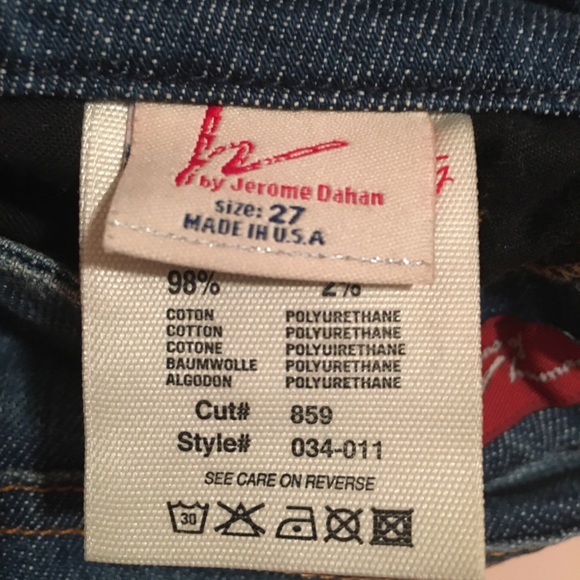 by Jerome Dahan
size: 27
MADE IN U.S.A
98% 2%
COTON POLYURETHANE
COTTON POLYURETHANE
COTONE POLYUIRETHANE
BAUMWOLLE POLYURETHANE
ALGODON POLYURETHANE
Cut# 859
Style# 034-011
SEE CARE ON REVERSE
30